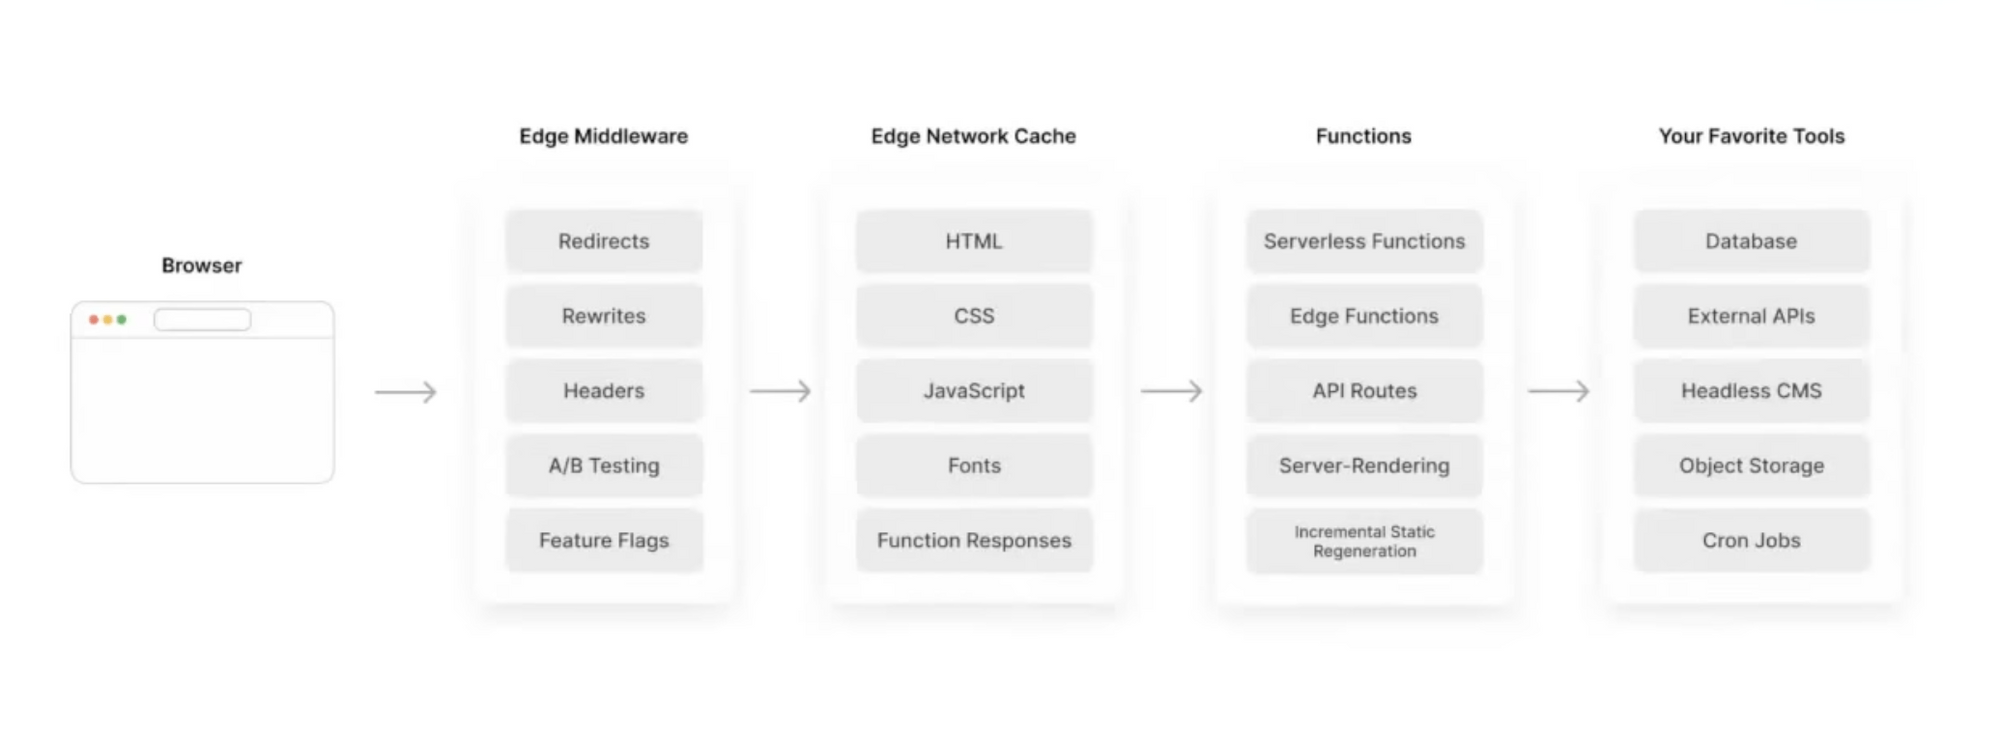 Browser
Edge Middleware
Redirects
Rewrites
Headers
A/B Testing
Feature Flags
Edge Network Cache
HTML
CSS
JavaScript
Fonts
Function Responses
Functions
Serverless Functions
Edge Functions
API Routes
Server-Rendering
Incremental Static
Regeneration
Your Favorite Tools
Database
External APIs
Headless CMS
Object Storage
Cron Jobs